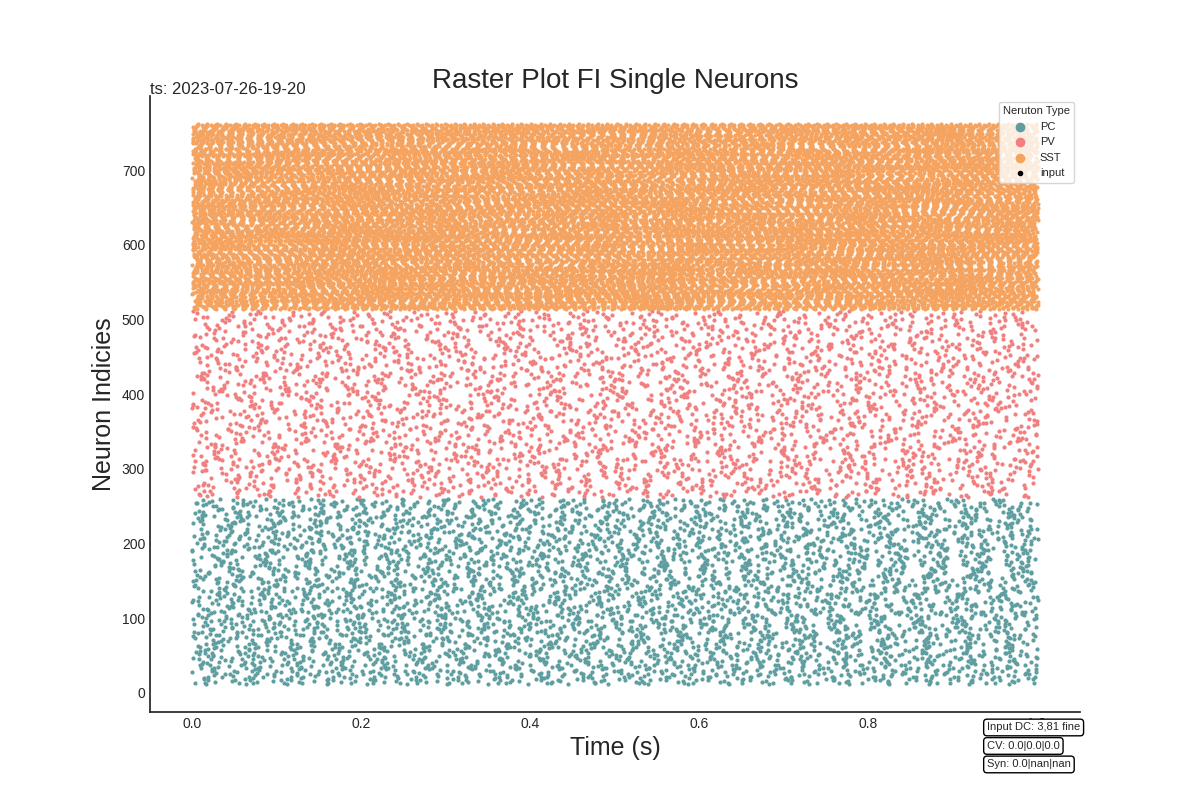 Raster Plot FI Single Neurons
ts: 2023-07-26-19-20
Neruton Type
PC
PV
SST
input
Neuron Indicies
700
600
500
400
300
200
100
0
0.0 0.2 0.4 0.6 0.8
Time (s)
Input DC: 3,81 fine
CV: 0.0|0.0|0.0
Syn: 0.0|nan|nan